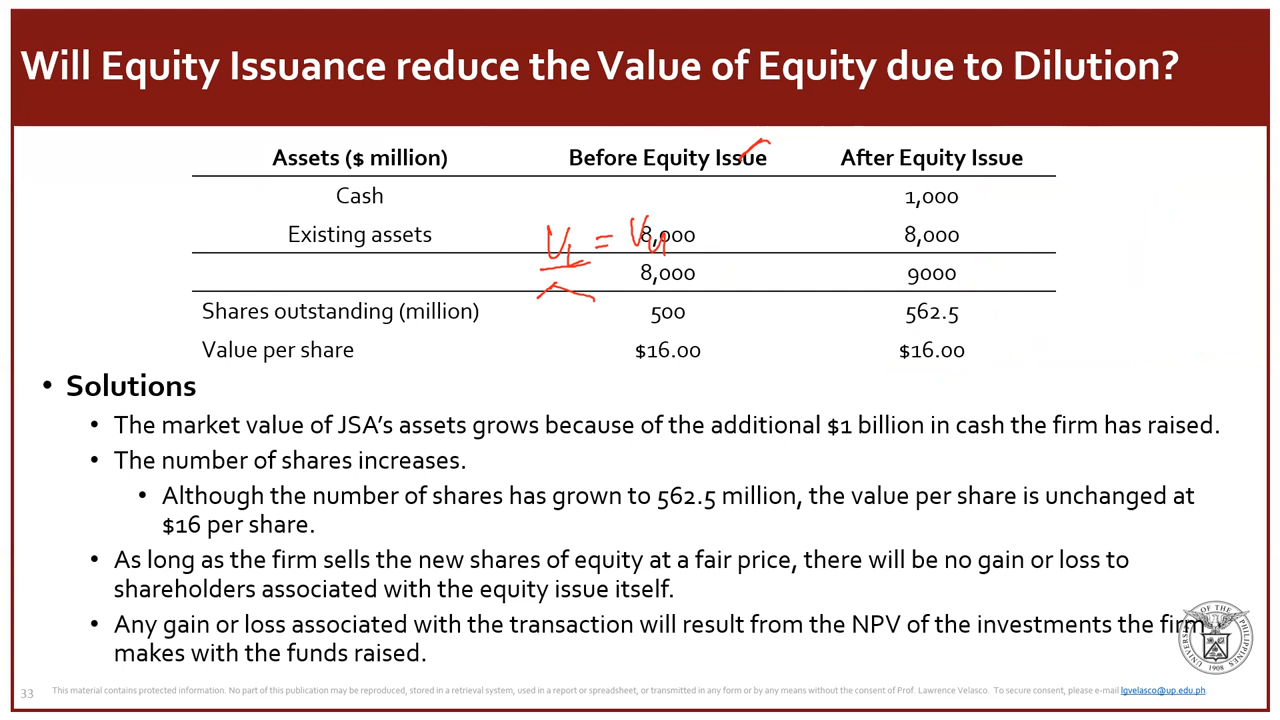 Will Equity Issuance reduce the Value of Equity due to Dilution?
Assets ($ million) Before Equity Issue After Equity Issue
Cash 1,000
Existing assets 8,000 8,000
V_L = V_U
8,000 9000
Shares outstanding (million) 500 562.5
Value per share $16.00 $16.00
• Solutions
• The market value of JSA's assets grows because of the additional $1 billion in cash the firm has raised.
• The number of shares increases.
• Although the number of shares has grown to 562.5 million, the value per share is unchanged at
$16 per share.
• As long as the firm sells the new shares of equity at a fair price, there will be no gain or loss to
shareholders associated with the equity issue itself.
• Any gain or loss associated with the transaction will result from the NPV of the investments the firm
makes with the funds raised.
UNIVERSITY OF THE PHILIPPINES
1908
33 This material contains protected information. No part of this publication may be reproduced, stored in a retrieval system, used in a report or spreadsheet, or transmitted in any form or by any means without the consent of Prof. Lawrence Velasco. To secure consent, please e-mail lgvelasco@up.edu.ph.